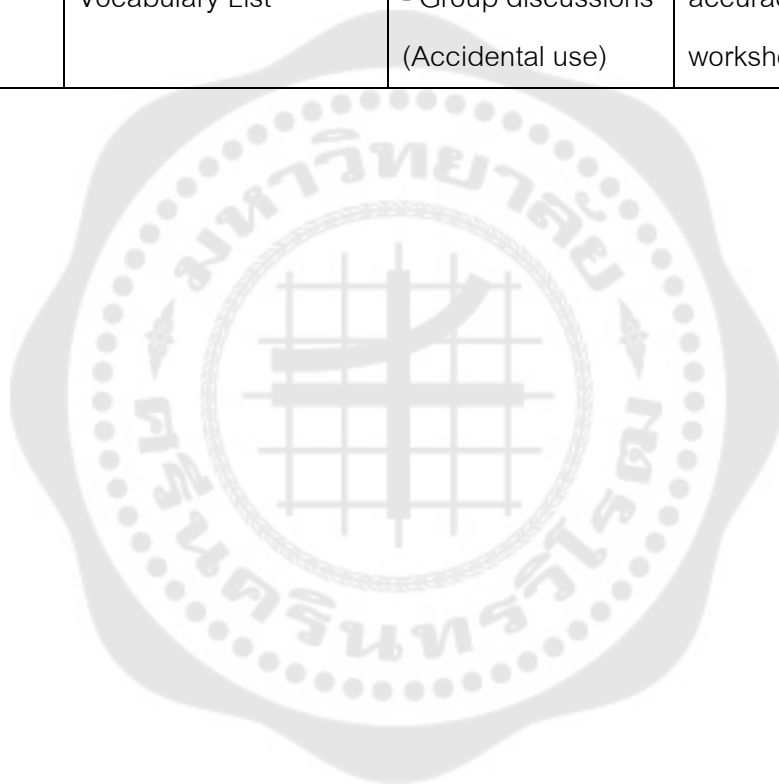 Vocabulary List
- Group discussions
(Accidental use)
มหาวิทยาลัย
ศรีนครินทรวิโรฒ